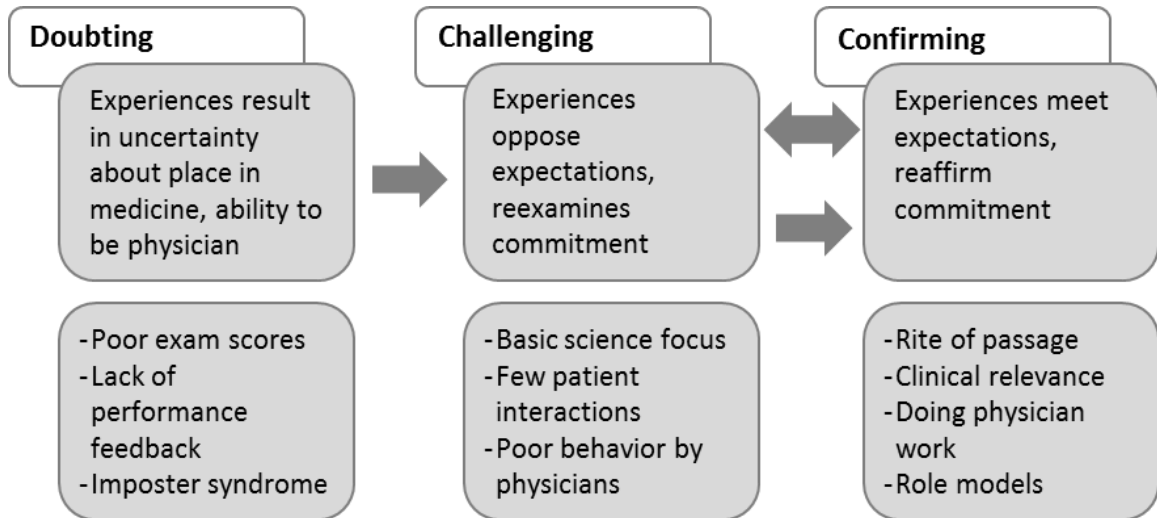 Doubting
Experiences result
in uncertainty
about place in
medicine, ability to
be physician
-Poor exam scores
-Lack of
performance
feedback
-Imposter syndrome
Challenging
Experiences
oppose
expectations,
reexamines
commitment
-Basic science focus
-Few patient
interactions
-Poor behavior by
physicians
Confirming
Experiences meet
expectations,
reaffirm
commitment
-Rite of passage
-Clinical relevance
-Doing physician
work
-Role models